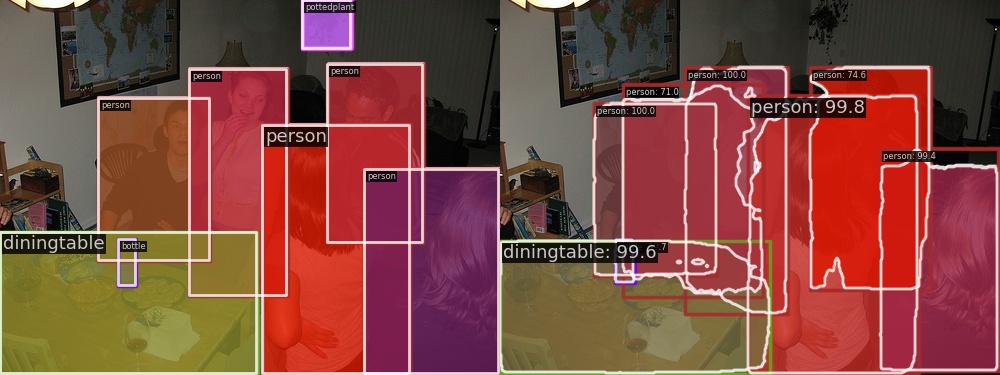 pottedplant
person
person
person
person
person
diningtable
bottle
person: 100.0
person: 74.6
person: 71.0
person: 99.8
person: 100.0
person: 99.4
diningtable: 99.6
.7